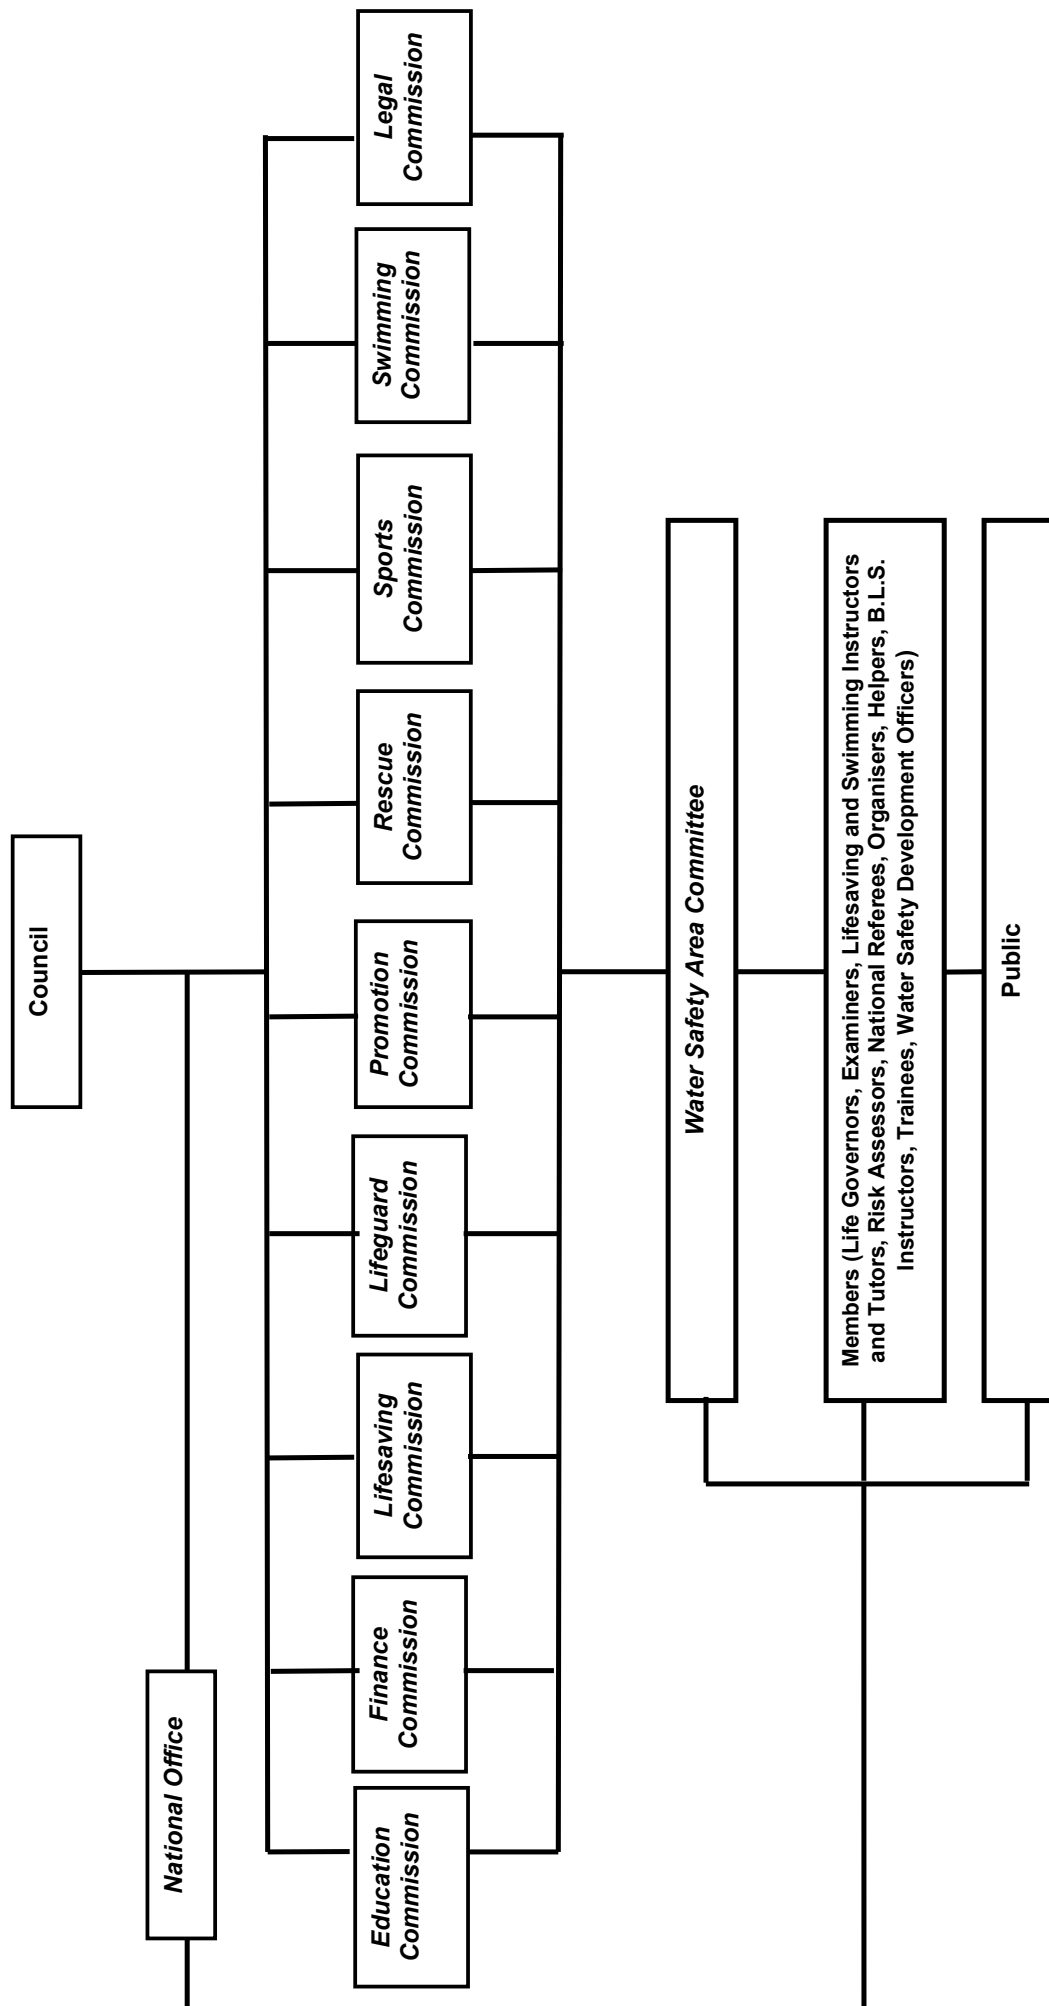 Council
National Office
Education
Commission
Finance
Commission
Lifesaving
Commission
Lifeguard
Commission
Promotion
Commission
Rescue
Commission
Sports
Commission
Swimming
Commission
Legal
Commission
Water Safety Area Committee
Members (Life Governors, Examiners, Lifesaving and Swimming Instructors
and Tutors, Risk Assessors, National Referees, Organisers, Helpers, B.L.S.
Instructors, Trainees, Water Safety Development Officers)
Public